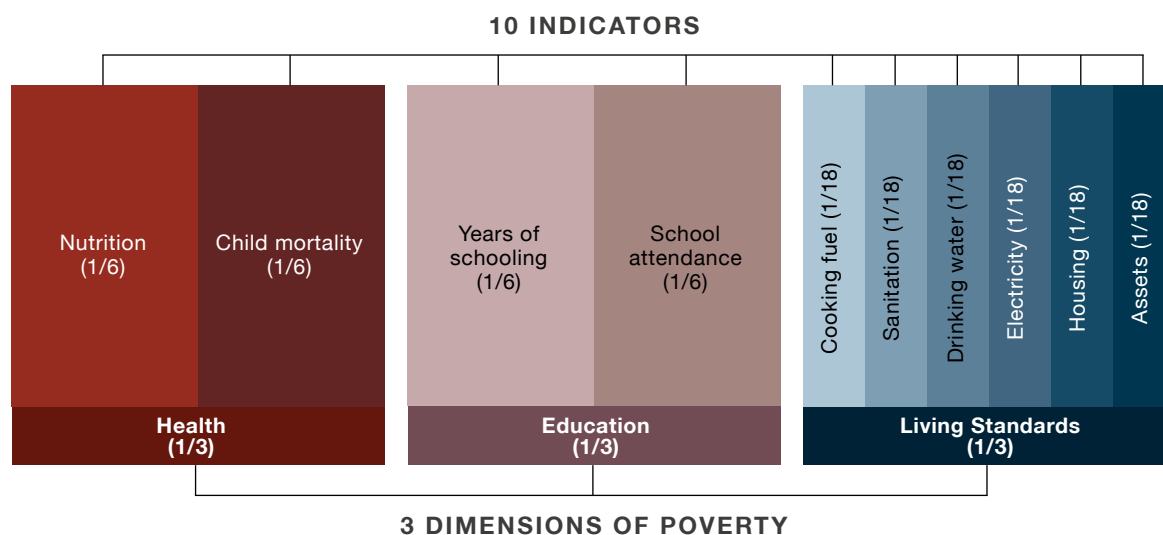 10 INDICATORS
Nutrition
(1/6)
Child mortality
(1/6)
Years of
schooling
(1/6)
School
attendance
(1/6)
Cooking fuel (1/18)
Sanitation (1/18)
Drinking water (1/18)
Electricity (1/18)
Housing (1/18)
Assets (1/18)
Health
(1/3)
Education
(1/3)
Living Standards
(1/3)
3 DIMENSIONS OF POVERTY